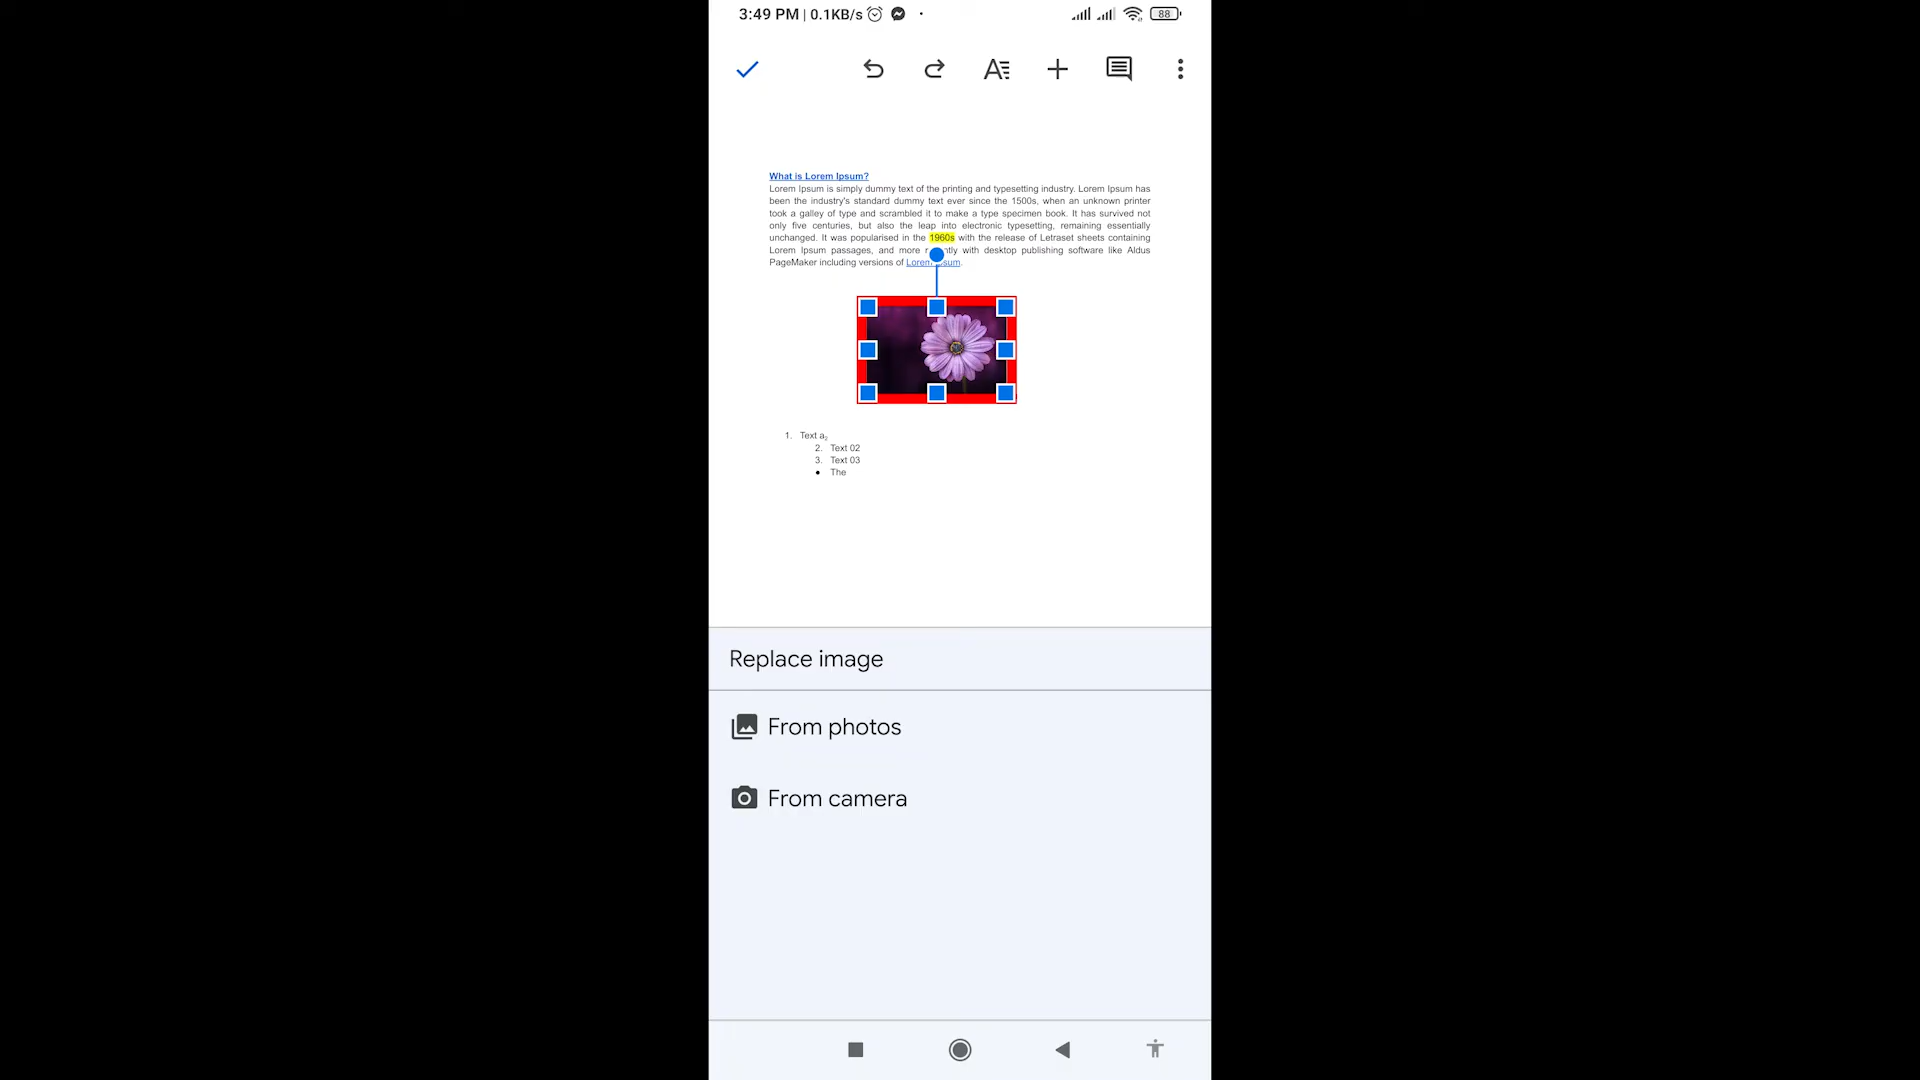 3:49 PM | 0.1KB/s
88
What is Lorem Ipsum?
Lorem Ipsum is simply dummy text of the printing and typesetting industry. Lorem Ipsum has
been the industry's standard dummy text ever since the 1500s, when an unknown printer
took a galley of type and scrambled it to make a type specimen book. It has survived not
only five centuries, but also the leap into electronic typesetting, remaining essentially
unchanged. It was popularised in the 1960s with the release of Letraset sheets containing
Lorem Ipsum passages, and more with desktop publishing software like Aldus
PageMaker including versions of Lorem
1. Text a2
2. Text 02
3. Text 03
● The
Replace image
From photos
From camera